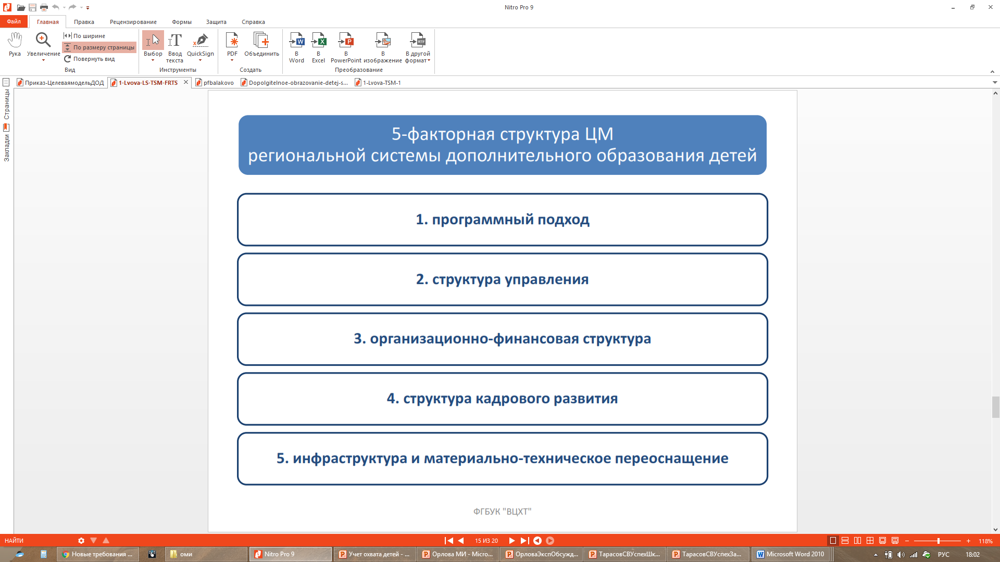 Nitro Pro 9
Файл
Главная
Правка
Рецензирование
Формы
Защита
Справка
Рука
Увеличение
По ширине
По размеру страницы
Повернуть вид
Вид
Выбор
Ввод
текста
QuickSign
Инструменты
PDF
Объединить
Создать
В
Word
В
Excel
В
PowerPoint
В
изображение
В другой
формат
Преобразование
Приказ-ЦелеваямодельДОД
1-Lvova-LS-TSM-FRTS
pfbalakovo
Dopolgitelnoe-obrazovanie-detej-s...
1-Lvova-TSM-1
Страницы
Закладки
5-факторная структура ЦМ
региональной системы дополнительного образования детей
1. программный подход
2. структура управления
3. организационно-финансовая структура
4. структура кадрового развития
5. инфраструктура и материально-техническое переоснащение
ФГБУК "ВЦХТ"
НАЙТИ
15 ИЗ 20
118%
Новые требования ...
оми
Nitro Pro 9
Учет охвата детей - ...
Орлова МИ - Micro...
ОрловаЭкспОбсужд...
ТарасовСВУспехШк...
ТарасовСВУспехЗа...
Microsoft Word 2010
РУС
18:02